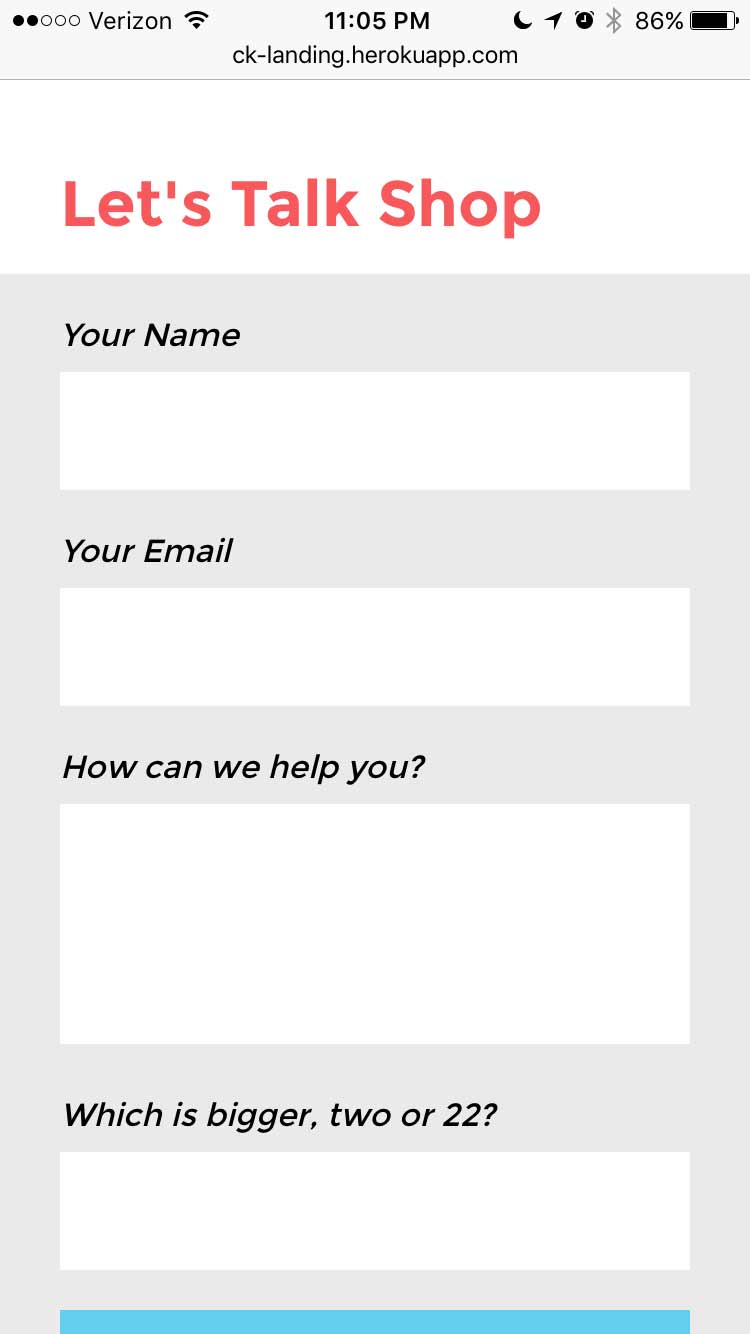 Verizon 11:05 PM 86%
ck-landing.herokuapp.com
Let's Talk Shop
Your Name
Your Email
How can we help you?
Which is bigger, two or 22?